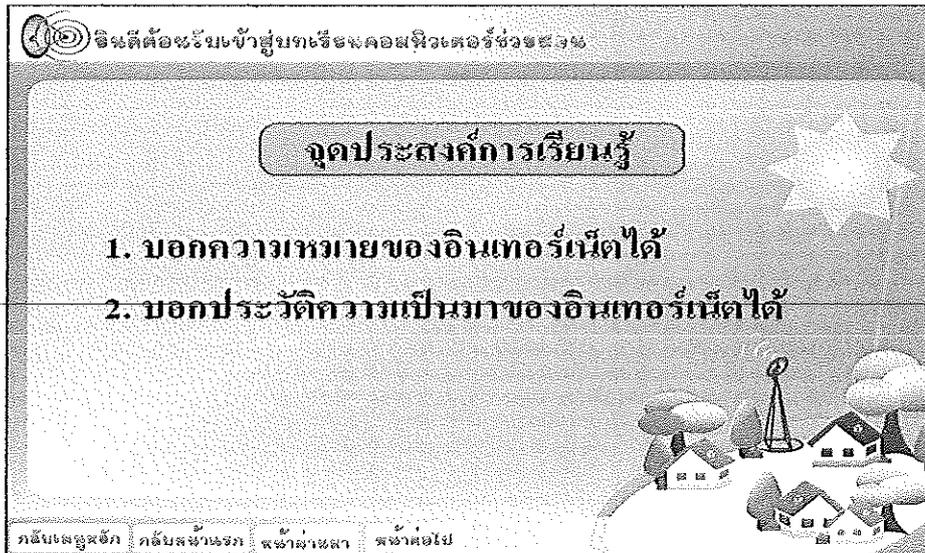 ยินดีต้อนรับเข้าสู่บทเรียนคอมพิวเตอร์ช่วยสอน
จุดประสงค์การเรียนรู้
1. บอกความหมายของอินเทอร์เน็ตได้
2. บอกประวัติความเป็นมาของอินเทอร์เน็ตได้
กลับเมนูหลัก กลับหน้าแรก หน้าผ่านมา หน้าต่อไป